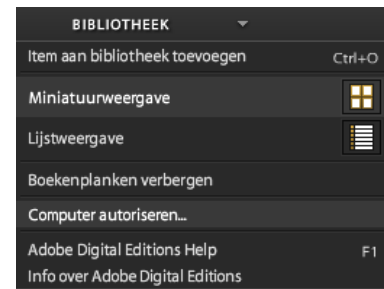 BIBLIOTHEEK
Item aan bibliotheek toevoegen Ctrl+O
Miniatuurweergave
Lijstweergave
Boekenplanken verbergen
Computer autoriseren...
Adobe Digital Editions Help F1
Info over Adobe Digital Editions